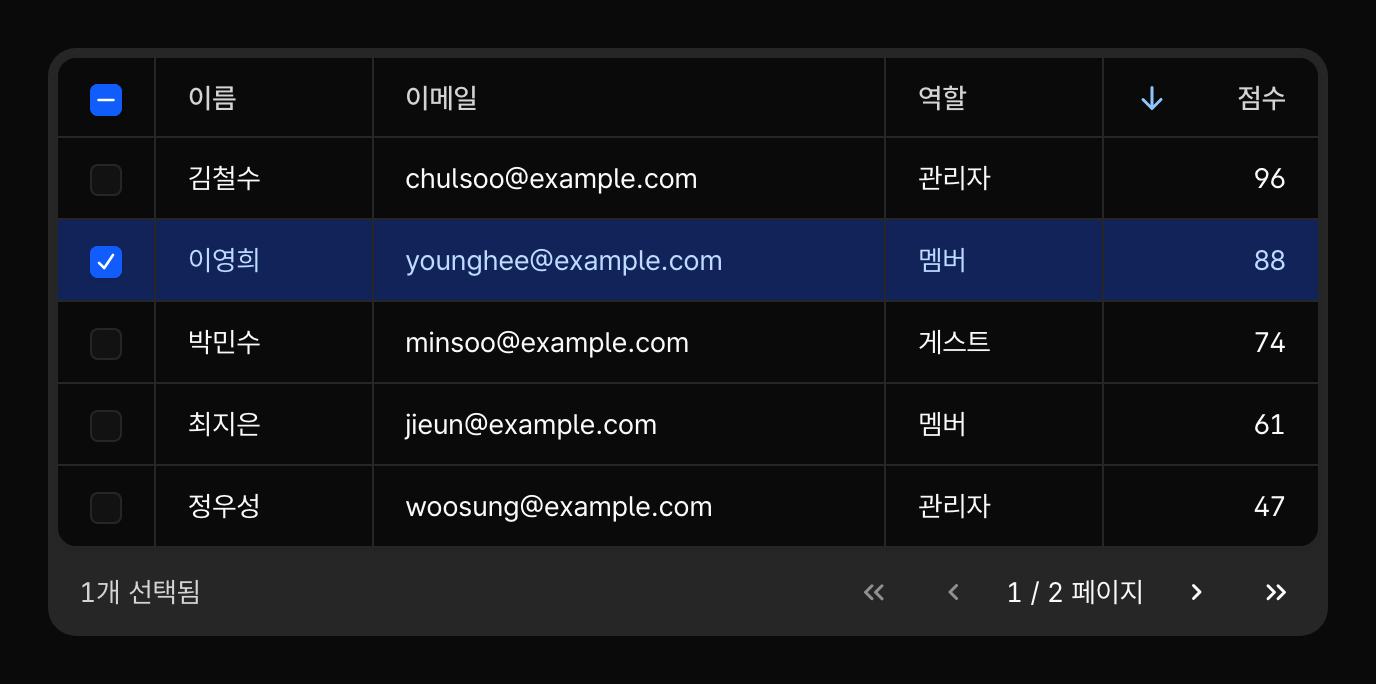 이름 이메일 역할 점수
김철수 chulsoo@example.com 관리자 96
이영희 younghee@example.com 멤버 88
박민수 minsoo@example.com 게스트 74
최지은 jieun@example.com 멤버 61
정우성 woosung@example.com 관리자 47
1개 선택됨 1 / 2 페이지